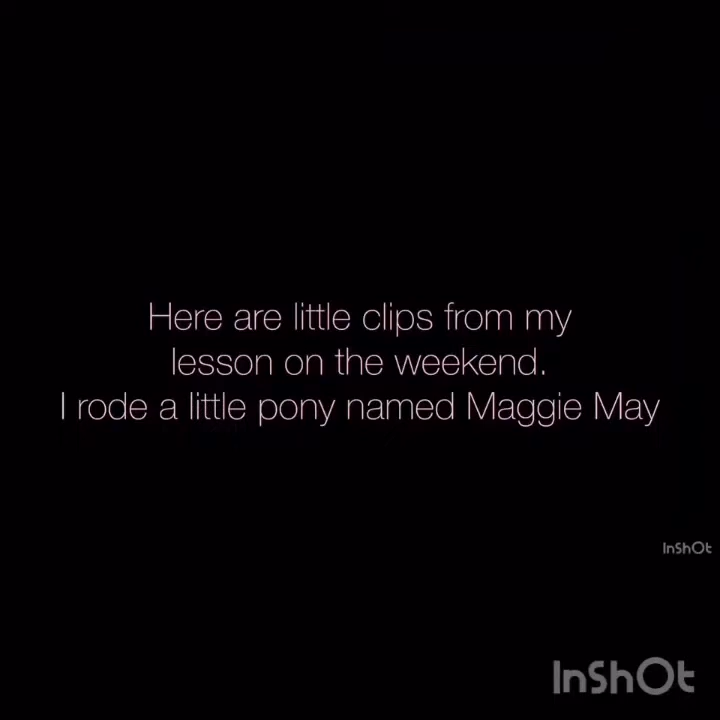 Here are little clips from my
lesson on the weekend.
I rode a little pony named Maggie May
InShOt
InShOt